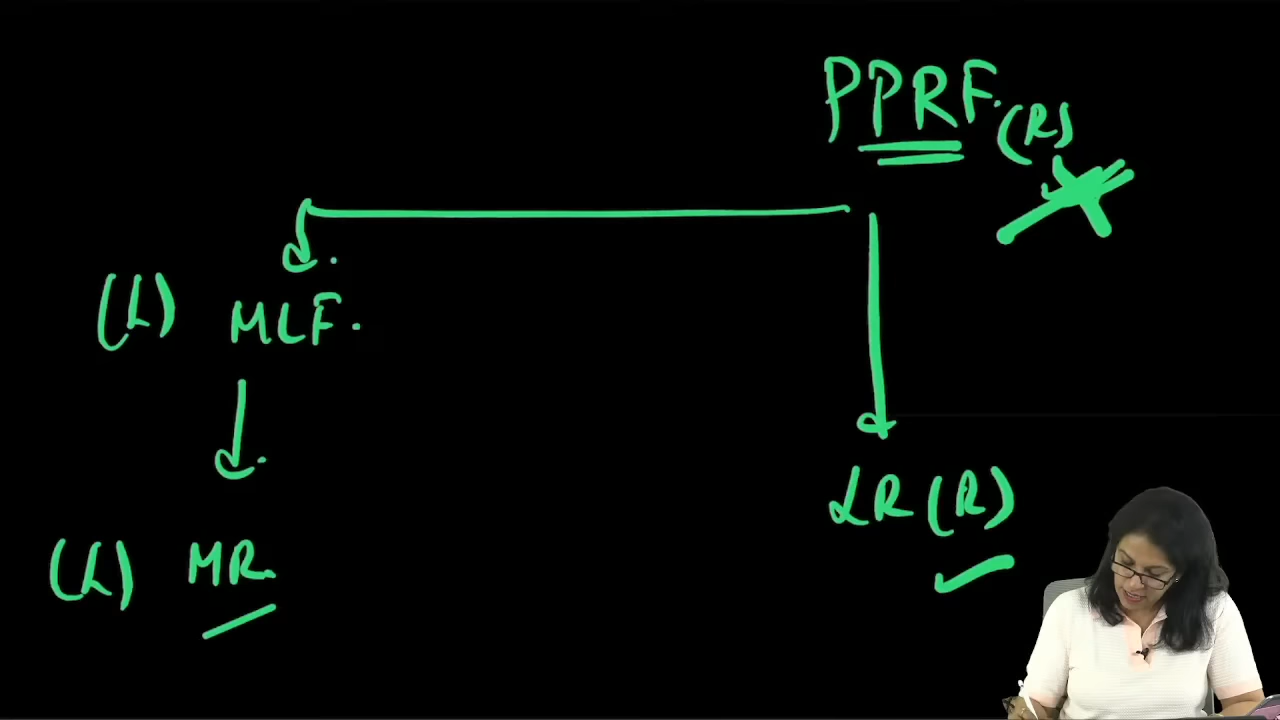 PPRF. (R)
(L) MLF.
LR (R)
(L) MR.